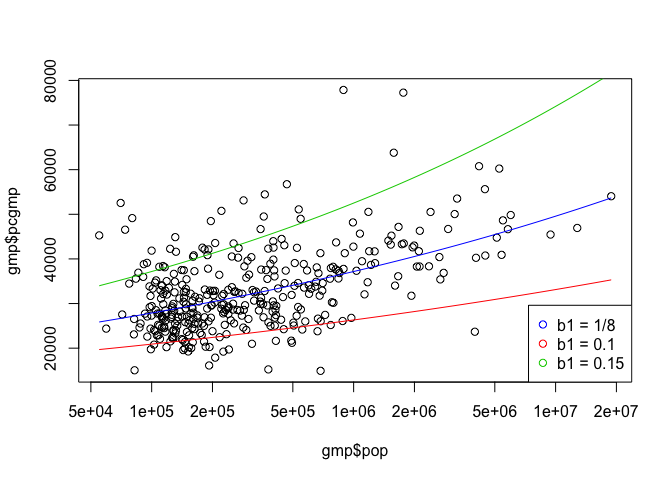 80000
60000
40000
20000
gmp$pcgmp
b1 = 1/8
b1 = 0.1
b1 = 0.15
5e+04 1e+05 2e+05 5e+05 1e+06 2e+06 5e+06 1e+07 2e+07
gmp$pop